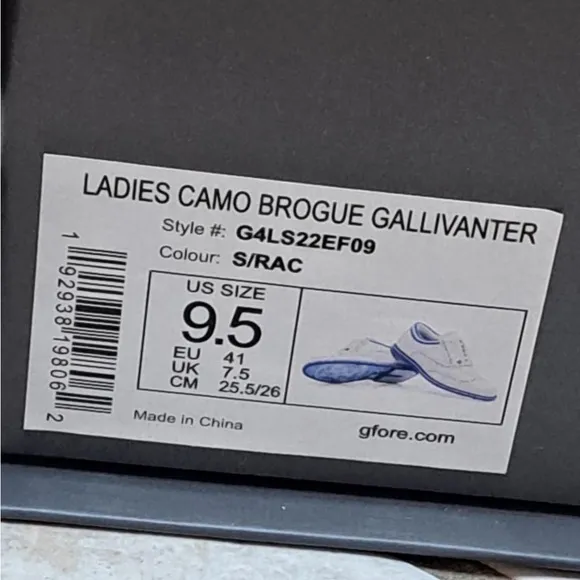 LADIES CAMO BROGUE GALLIVANTER
Style #: G4LS22EF09
Colour: S/RAC
US SIZE
9.5
EU 41
UK 7.5
CM 25.5/26
1 92938 19806 2
Made in China
gfore.com